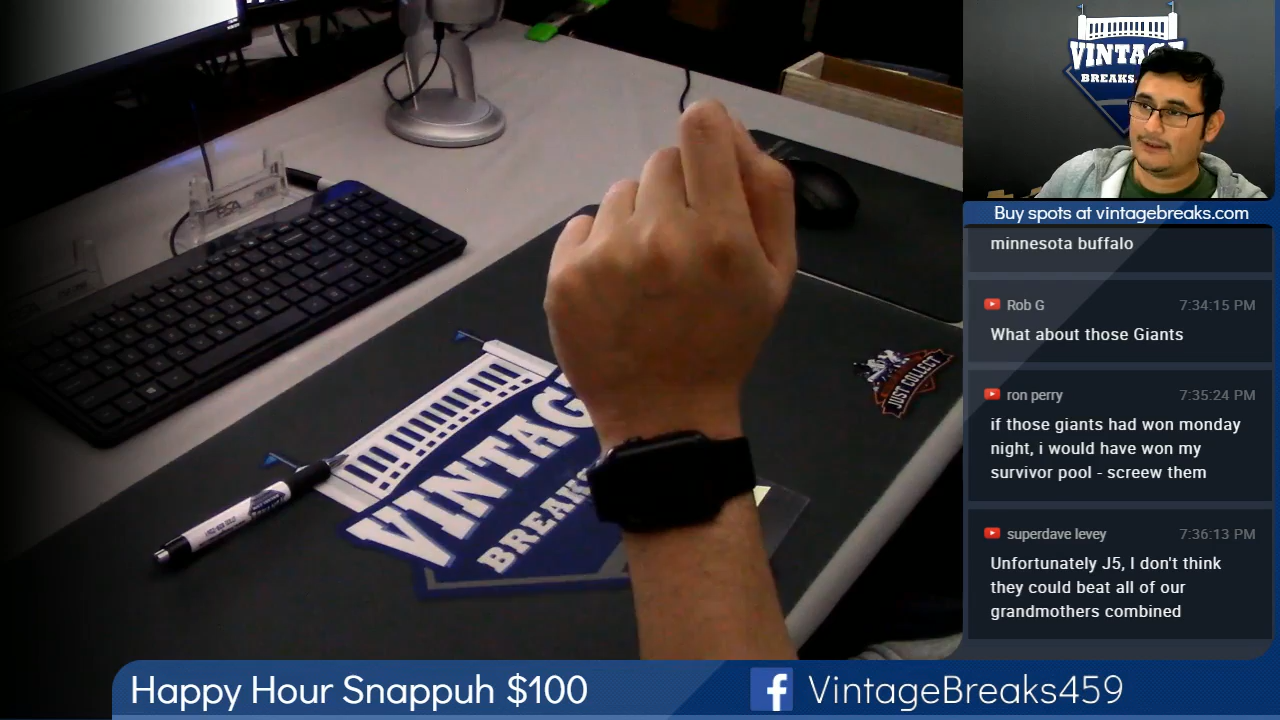 VINTAGE
BREAKS
Buy spots at vintagebreaks.com
minnesota buffalo
Rob G 7:34:15 PM
What about those Giants
ron perry 7:35:24 PM
if those giants had won monday
night, i would have won my
survivor pool - screew them
superdave levey 7:36:13 PM
Unfortunately J5, I don't think
they could beat all of our
grandmothers combined
PSA
JUST COLLECT
VINTAG
BREAKS
Happy Hour Snappuh $100
VintageBreaks459